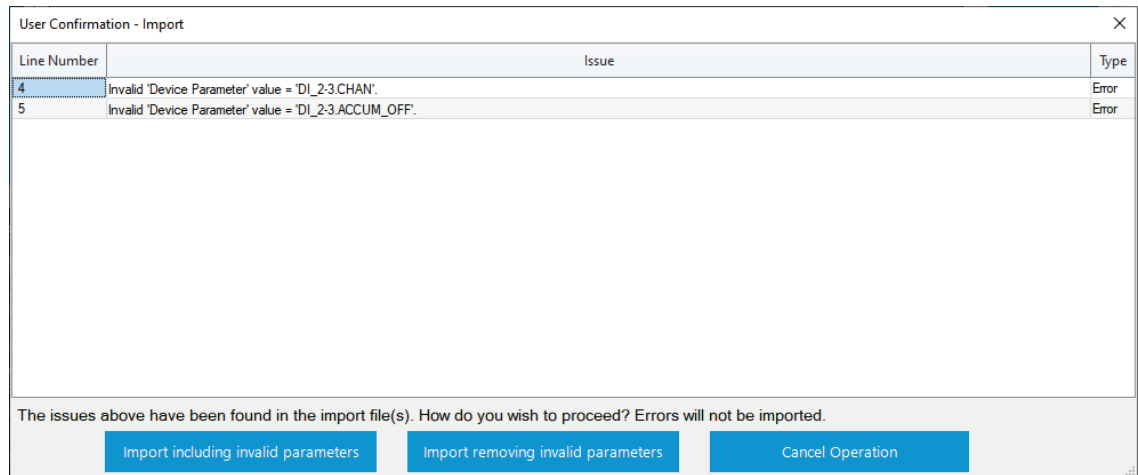 User Confirmation - Import
Line Number Issue Type
4 Invalid 'Device Parameter' value = 'DI_2-3.CHAN'. Error
5 Invalid 'Device Parameter' value = 'DI_2-3.ACCUM_OFF'. Error
The issues above have been found in the import file(s). How do you wish to proceed? Errors will not be imported.
Import including invalid parameters Import removing invalid parameters Cancel Operation